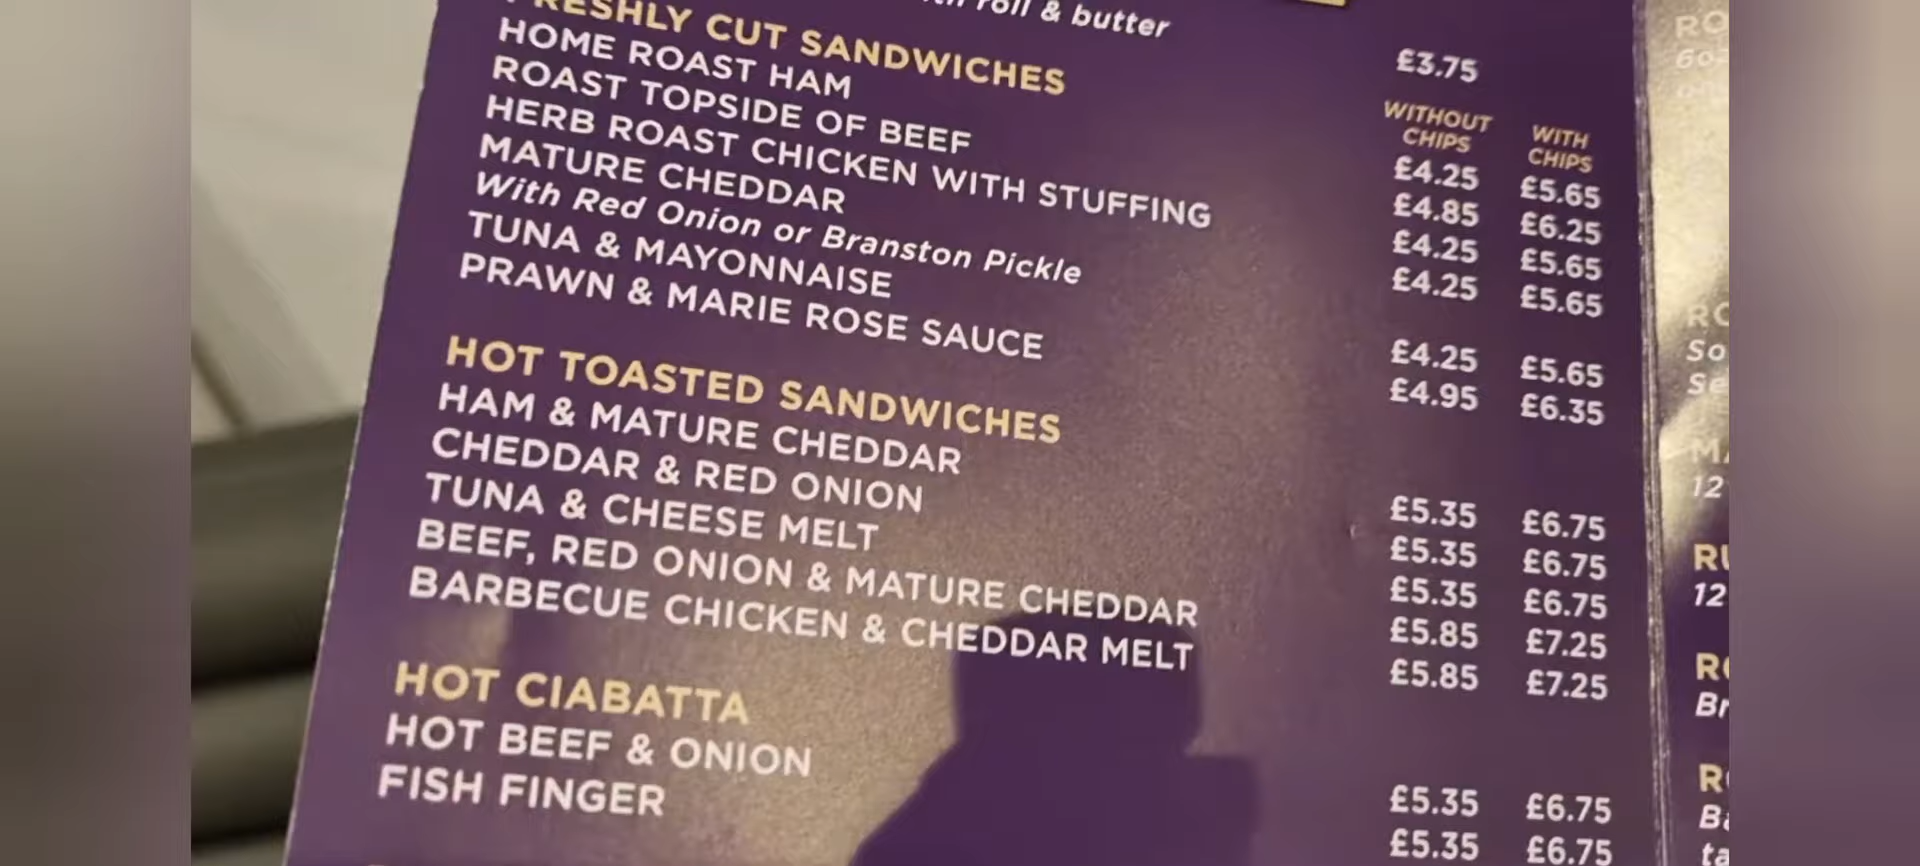 roll & butter £3.75
FRESHLY CUT SANDWICHES WITHOUT CHIPS WITH CHIPS
HOME ROAST HAM £4.25 £5.65
ROAST TOPSIDE OF BEEF £4.85 £6.25
HERB ROAST CHICKEN WITH STUFFING £4.25 £5.65
MATURE CHEDDAR £4.25 £5.65
With Red Onion or Branston Pickle
TUNA & MAYONNAISE £4.25 £5.65
PRAWN & MARIE ROSE SAUCE £4.95 £6.35
HOT TOASTED SANDWICHES
HAM & MATURE CHEDDAR £5.35 £6.75
CHEDDAR & RED ONION £5.35 £6.75
TUNA & CHEESE MELT £5.35 £6.75
BEEF, RED ONION & MATURE CHEDDAR £5.85 £7.25
BARBECUE CHICKEN & CHEDDAR MELT £5.85 £7.25
HOT CIABATTA
HOT BEEF & ONION £5.35 £6.75
FISH FINGER £5.35 £6.75
12
12